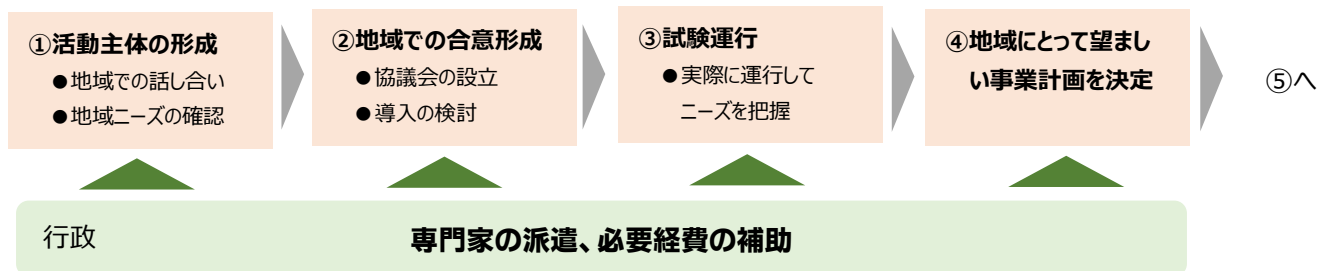 ①活動主体の形成
●地域での話し合い
●地域ニーズの確認
②地域での合意形成
●協議会の設立
●導入の検討
③試験運行
●実際に運行して
ニーズを把握
④地域にとって望まし
い事業計画を決定
⑤へ
行政
専門家の派遣、必要経費の補助